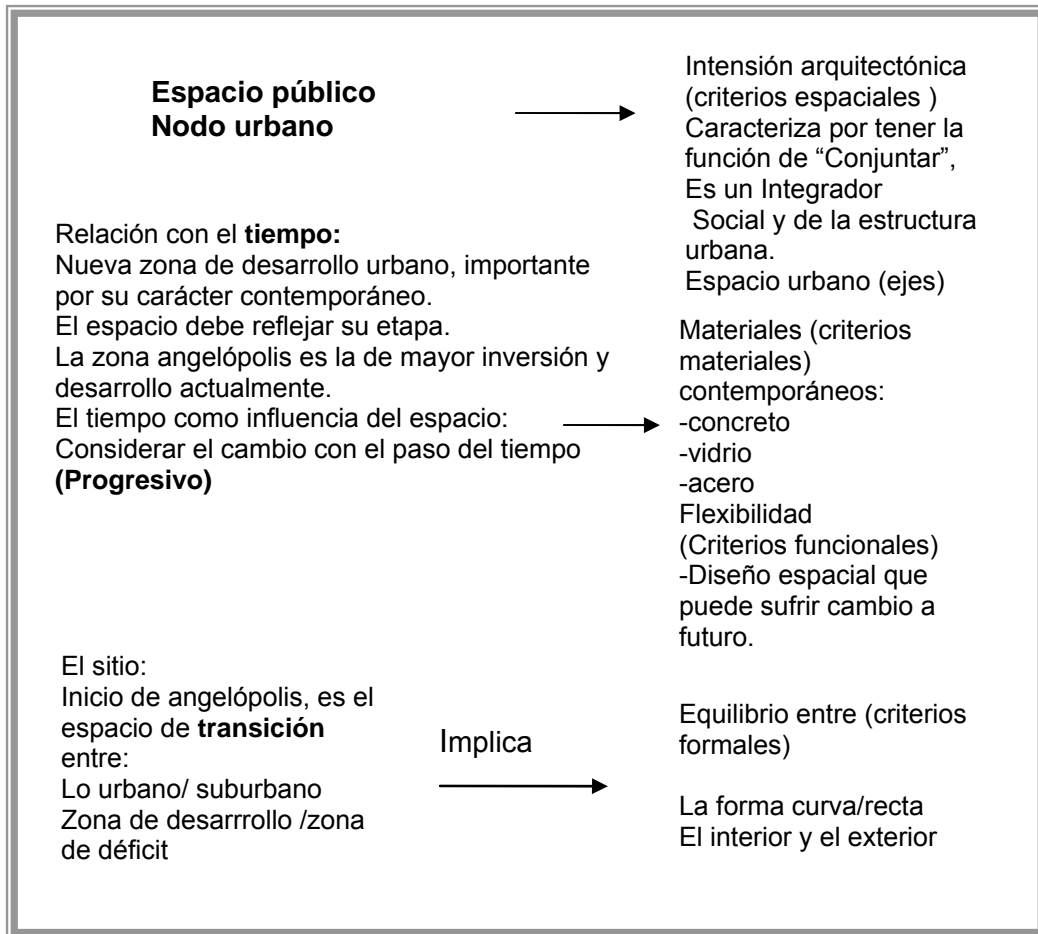 Espacio público
Nodo urbano
Intensión arquitectónica
(criterios espaciales )
Caracteriza por tener la
función de “Conjuntar”,
Es un Integrador
Social y de la estructura
urbana.
Espacio urbano (ejes)
Relación con el tiempo:
Nueva zona de desarrollo urbano, importante
por su carácter contemporáneo.
El espacio debe reflejar su etapa.
La zona angelópolis es la de mayor inversión y
desarrollo actualmente.
El tiempo como influencia del espacio:
Considerar el cambio con el paso del tiempo
(Progresivo)
Materiales (criterios
materiales)
contemporáneos:
-concreto
-vidrio
-acero
Flexibilidad
(Criterios funcionales)
-Diseño espacial que
puede sufrir cambio a
futuro.
El sitio:
Inicio de angelópolis, es el
espacio de transición
entre:
Lo urbano/ suburbano
Zona de desarrrollo /zona
de déficit
Implica
Equilibrio entre (criterios
formales)
La forma curva/recta
El interior y el exterior